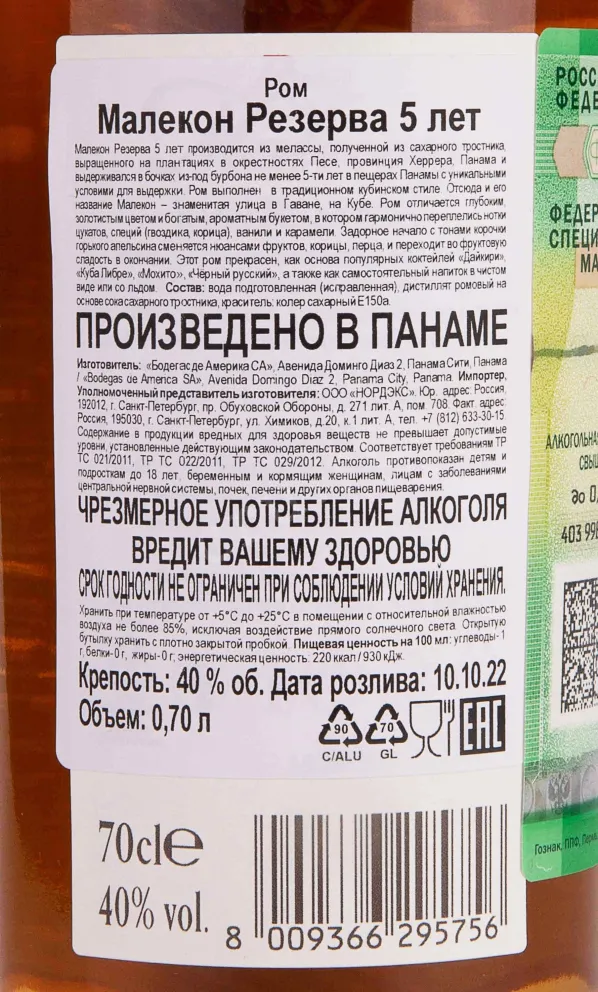 Ром
Малекон Резерва 5 лет
Малекон Резерва 5 лет производится из мелассы, полученной из сахарного тростника,
выращенного на плантациях в окрестностях Песе, провинция Херрера, Панама и
выдерживался в бочках из-под бурбона не менее 5-ти лет в пещерах Панамы с уникальными
условиями для выдержки. Ром выполнен в традиционном кубинском стиле. Отсюда и его
название Малекон – знаменитая улица в Гаване, на Кубе. Ром отличается глубоким,
золотистым цветом и богатым, ароматным букетом, в котором гармонично переплелись нотки
цукатов, специй (гвоздика, корица), ванили и карамели. Задорное начало с тонами корочки
горького апельсина сменяется нюансами фруктов, корицы, перца, и переходит во фруктовую
сладость в окончании. Этот ром прекрасен, как основа популярных коктейлей «Дайкири»,
«Куба Либре», «Мохито», «Чёрный русский», а также как самостоятельный напиток в чистом
виде или со льдом. Состав: вода подготовленная (исправленная), дистиллят ромовый на
основе сока сахарного тростника, краситель: колер сахарный Е150а.
ПРОИЗВЕДЕНО В ПАНАМЕ
Изготовитель: «Бодегас де Америка СА», Авенида Доминго Диаз 2, Панама Сити, Панама
/ «Bodegas de America SA», Avenida Domingo Diaz 2, Panama City, Panama. Импортер,
Уполномоченный представитель изготовителя: ООО «НОРДЭКС». Юр. адрес: Россия,
192012, г. Санкт-Петербург, пр. Обуховской Обороны, д. 271 лит. А, пом. 708. Факт. адрес:
Россия, 195030, г. Санкт-Петербург, ул. Химиков, д.20, к.1 лит. А, тел. +7 (812) 633-30-15.
Содержание в продукции вредных для здоровья веществ не превышает допустимые
уровни, установленные действующим законодательством. Соответствует требованиям ТР
ТС 021/2011, ТР ТС 022/2011, ТР ТС 029/2012. Алкоголь противопоказан детям и
подросткам до 18 лет, беременным и кормящим женщинам, лицам с заболеваниями
центральной нервной системы, почек, печени и других органов пищеварения.
ЧРЕЗМЕРНОЕ УПОТРЕБЛЕНИЕ АЛКОГОЛЯ
ВРЕДИТ ВАШЕМУ ЗДОРОВЬЮ
СРОК ГОДНОСТИ НЕ ОГРАНИЧЕН ПРИ СОБЛЮДЕНИИ УСЛОВИЙ ХРАНЕНИЯ.
Хранить при температуре от +5°С до +25°С в помещении с относительной влажностью
воздуха не более 85%, исключая воздействие прямого солнечного света. Открытую
бутылку хранить с плотно закрытой пробкой. Пищевая ценность на 100 мл: углеводы- 1
г, белки- 0 г, жиры- 0 г; энергетическая ценность: 220 ккал / 930 кДж.
Крепость: 40 % об. Дата розлива: 10.10.22
Объем: 0,70 л
90
C/ALU
70
GL
EAC
70cl e
40% vol.
8 009366 295756
РОСС
ФЕДЕ
ФЕДЕР
СПЕЦИ
МА
АЛКОГОЛЬНА
СВЫШ
до 0,
403 998
Гознак, ППФ, Пермь